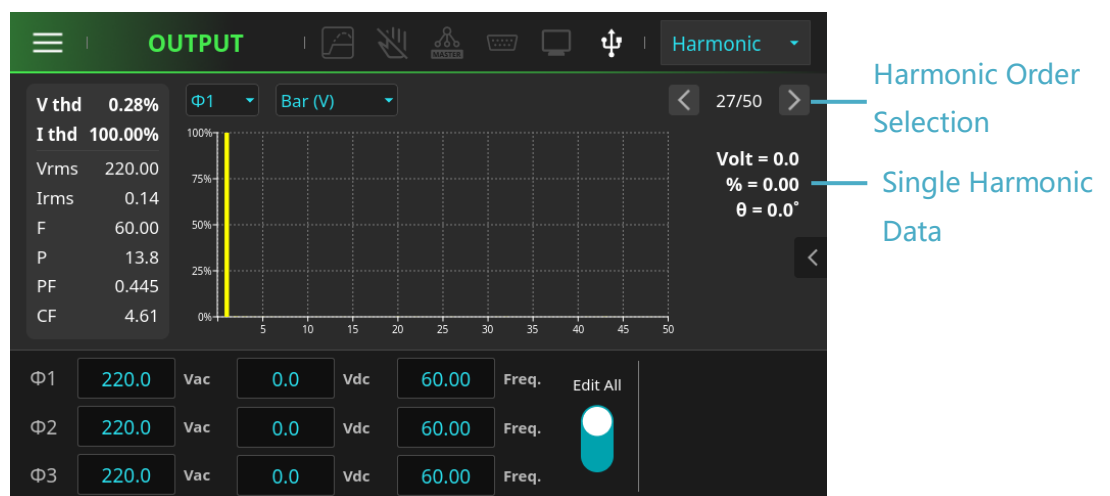 OUTPUT
MASTER
Harmonic
V thd 0.28%
I thd 100.00%
Vrms 220.00
Irms 0.14
F 60.00
P 13.8
PF 0.445
CF 4.61
Φ1
Bar (V)
27/50
100%
75%
50%
25%
0%
5 10 15 20 25 30 35 40 45 50
Volt = 0.0
% = 0.00
θ = 0.0°
Harmonic Order
Selection
Single Harmonic
Data
Φ1 220.0 Vac 0.0 Vdc 60.00 Freq.
Φ2 220.0 Vac 0.0 Vdc 60.00 Freq.
Φ3 220.0 Vac 0.0 Vdc 60.00 Freq.
Edit All